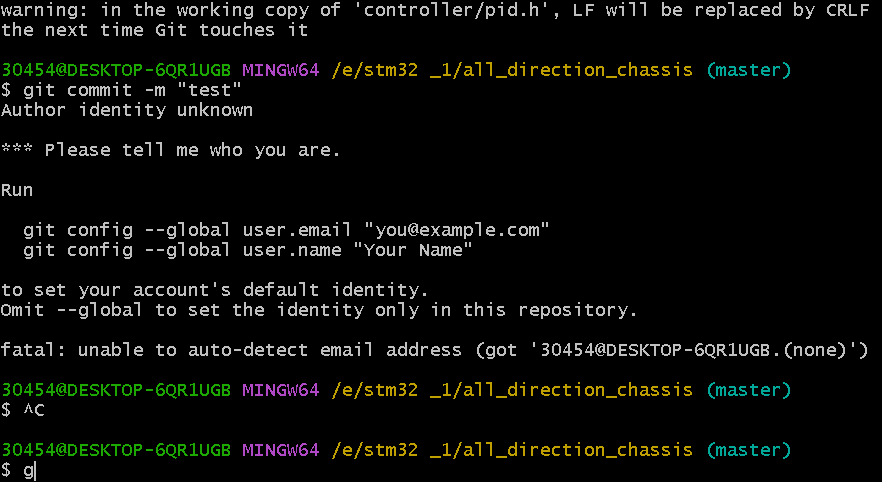 warning: in the working copy of 'controller/pid.h', LF will be replaced by CRLF
the next time Git touches it
30454@DESKTOP-6QR1UGB MINGW64 /e/stm32 _1/all_direction_chassis (master)
$ git commit -m "test"
Author identity unknown
*** Please tell me who you are.
Run
git config --global user.email "you@example.com"
git config --global user.name "Your Name"
to set your account's default identity.
Omit --global to set the identity only in this repository.
fatal: unable to auto-detect email address (got '30454@DESKTOP-6QR1UGB.(none)')
30454@DESKTOP-6QR1UGB MINGW64 /e/stm32 _1/all_direction_chassis (master)
$ ^C
30454@DESKTOP-6QR1UGB MINGW64 /e/stm32 _1/all_direction_chassis (master)
$ g